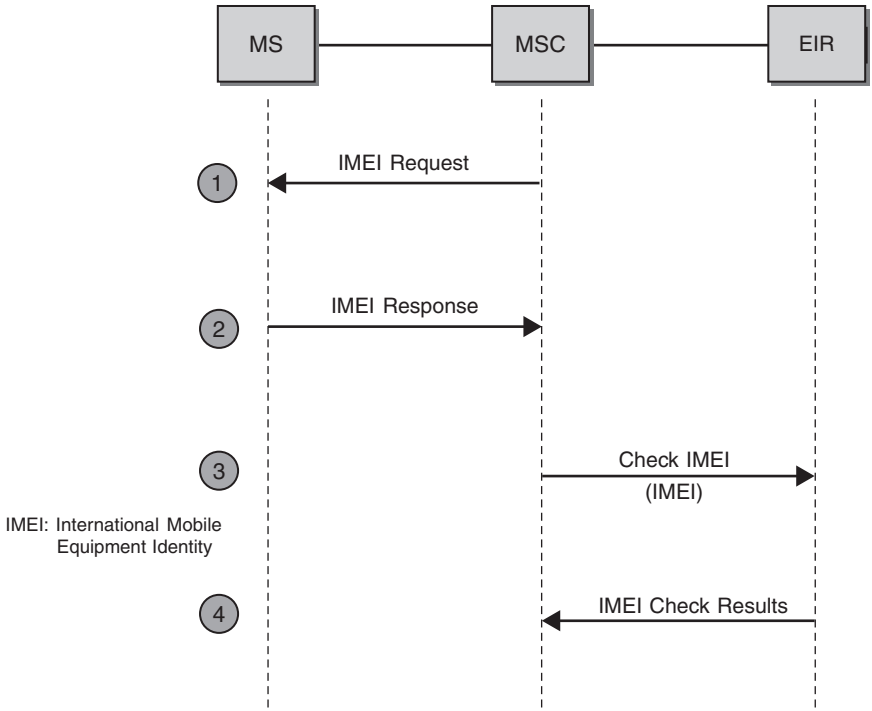 MS
MSC
EIR
IMEI Request
1
IMEI Response
2
Check IMEI
3
(IMEI)
IMEI: International Mobile
Equipment Identity
IMEI Check Results
4